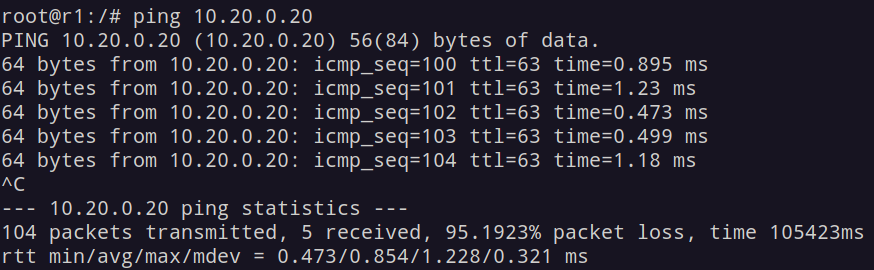 root@r1:/# ping 10.20.0.20
PING 10.20.0.20 (10.20.0.20) 56(84) bytes of data.
64 bytes from 10.20.0.20: icmp_seq=100 ttl=63 time=0.895 ms
64 bytes from 10.20.0.20: icmp_seq=101 ttl=63 time=1.23 ms
64 bytes from 10.20.0.20: icmp_seq=102 ttl=63 time=0.473 ms
64 bytes from 10.20.0.20: icmp_seq=103 ttl=63 time=0.499 ms
64 bytes from 10.20.0.20: icmp_seq=104 ttl=63 time=1.18 ms
^C
--- 10.20.0.20 ping statistics ---
104 packets transmitted, 5 received, 95.1923% packet loss, time 105423ms
rtt min/avg/max/mdev = 0.473/0.854/1.228/0.321 ms